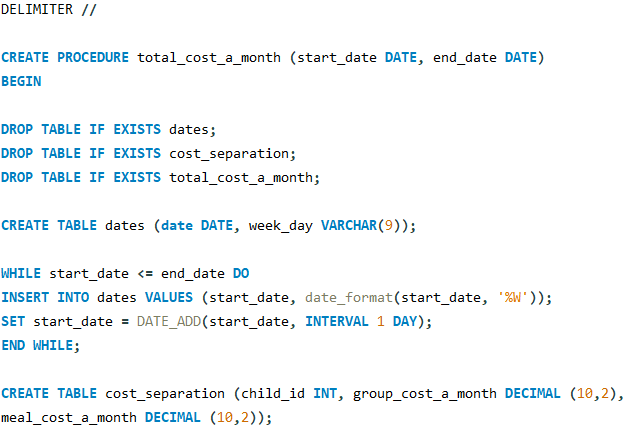 DELIMITER //
CREATE PROCEDURE total_cost_a_month (start_date DATE, end_date DATE)
BEGIN
DROP TABLE IF EXISTS dates;
DROP TABLE IF EXISTS cost_separation;
DROP TABLE IF EXISTS total_cost_a_month;
CREATE TABLE dates (date DATE, week_day VARCHAR(9));
WHILE start_date <= end_date DO
INSERT INTO dates VALUES (start_date, date_format(start_date, '%W'));
SET start_date = DATE_ADD(start_date, INTERVAL 1 DAY);
END WHILE;
CREATE TABLE cost_separation (child_id INT, group_cost_a_month DECIMAL (10,2),
meal_cost_a_month DECIMAL (10,2));